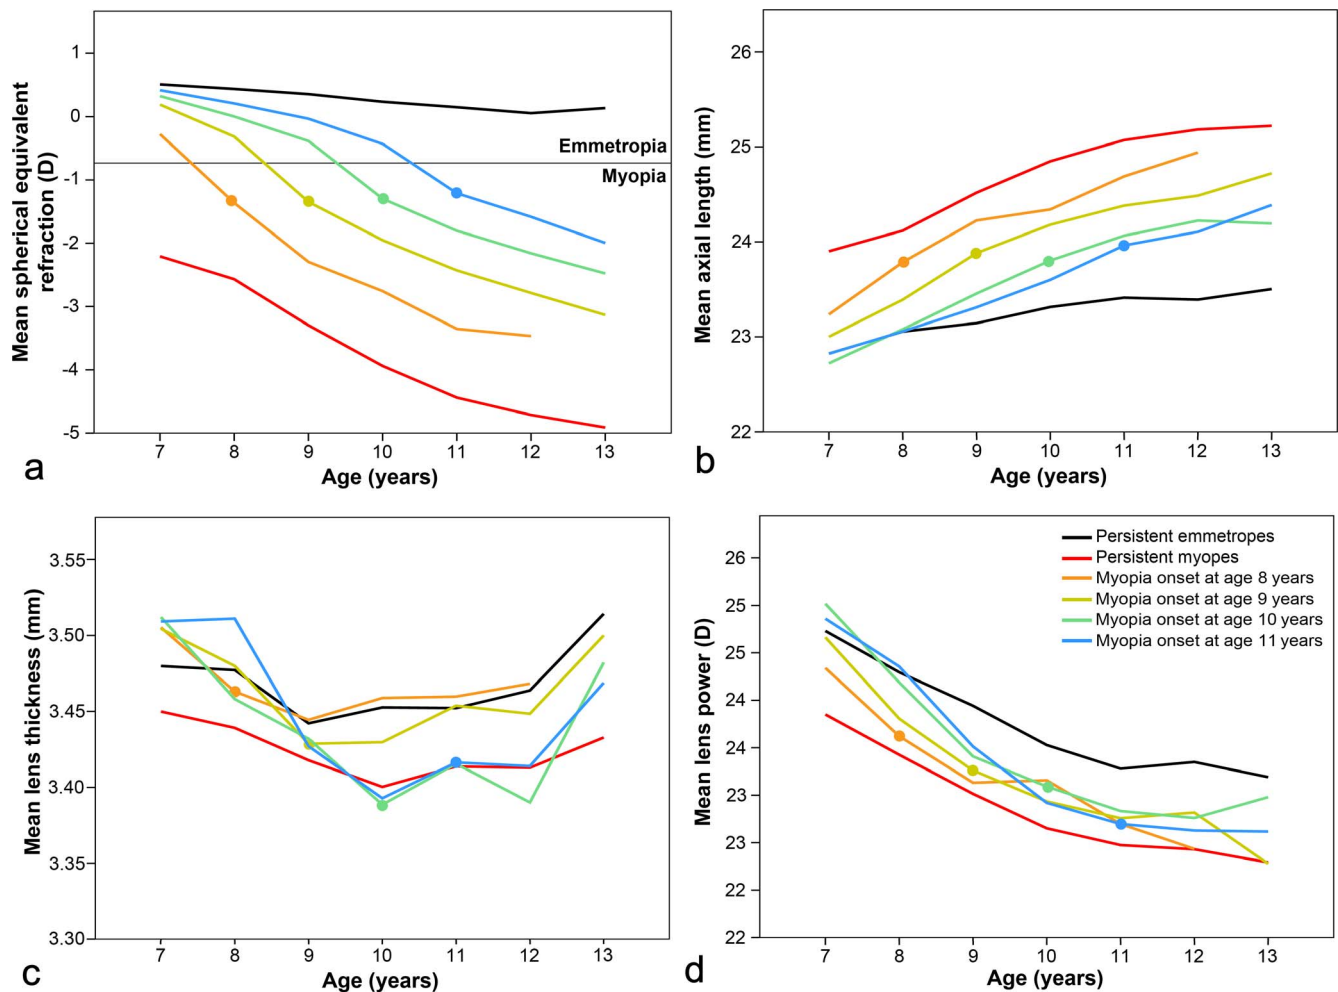 1
0
-1
-2
-3
-4
-5
Mean spherical equivalent
refraction (D)
Emmetropia
Myopia
7 8 9 10 11 12 13
Age (years)
a
26
25
24
23
22
Mean axial length (mm)
7 8 9 10 11 12 13
Age (years)
b
3.55
3.50
3.45
3.40
3.35
3.30
Mean lens thickness (mm)
7 8 9 10 11 12 13
Age (years)
c
26
25
25
24
24
23
23
22
22
Mean lens power (D)
Persistent emmetropes
Persistent myopes
Myopia onset at age 8 years
Myopia onset at age 9 years
Myopia onset at age 10 years
Myopia onset at age 11 years
7 8 9 10 11 12 13
Age (years)
d